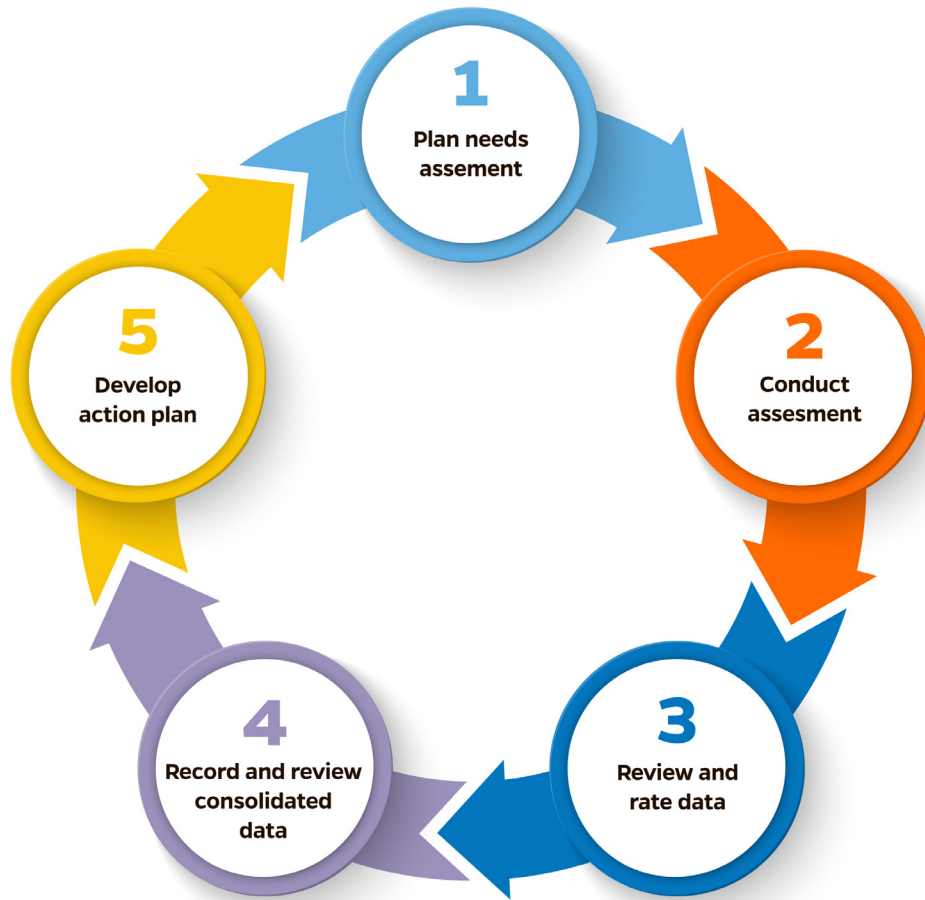 1
Plan needs
assement
2
Conduct
assesment
3
Review and
rate data
4
Record and review
consolidated
data
5
Develop
action plan